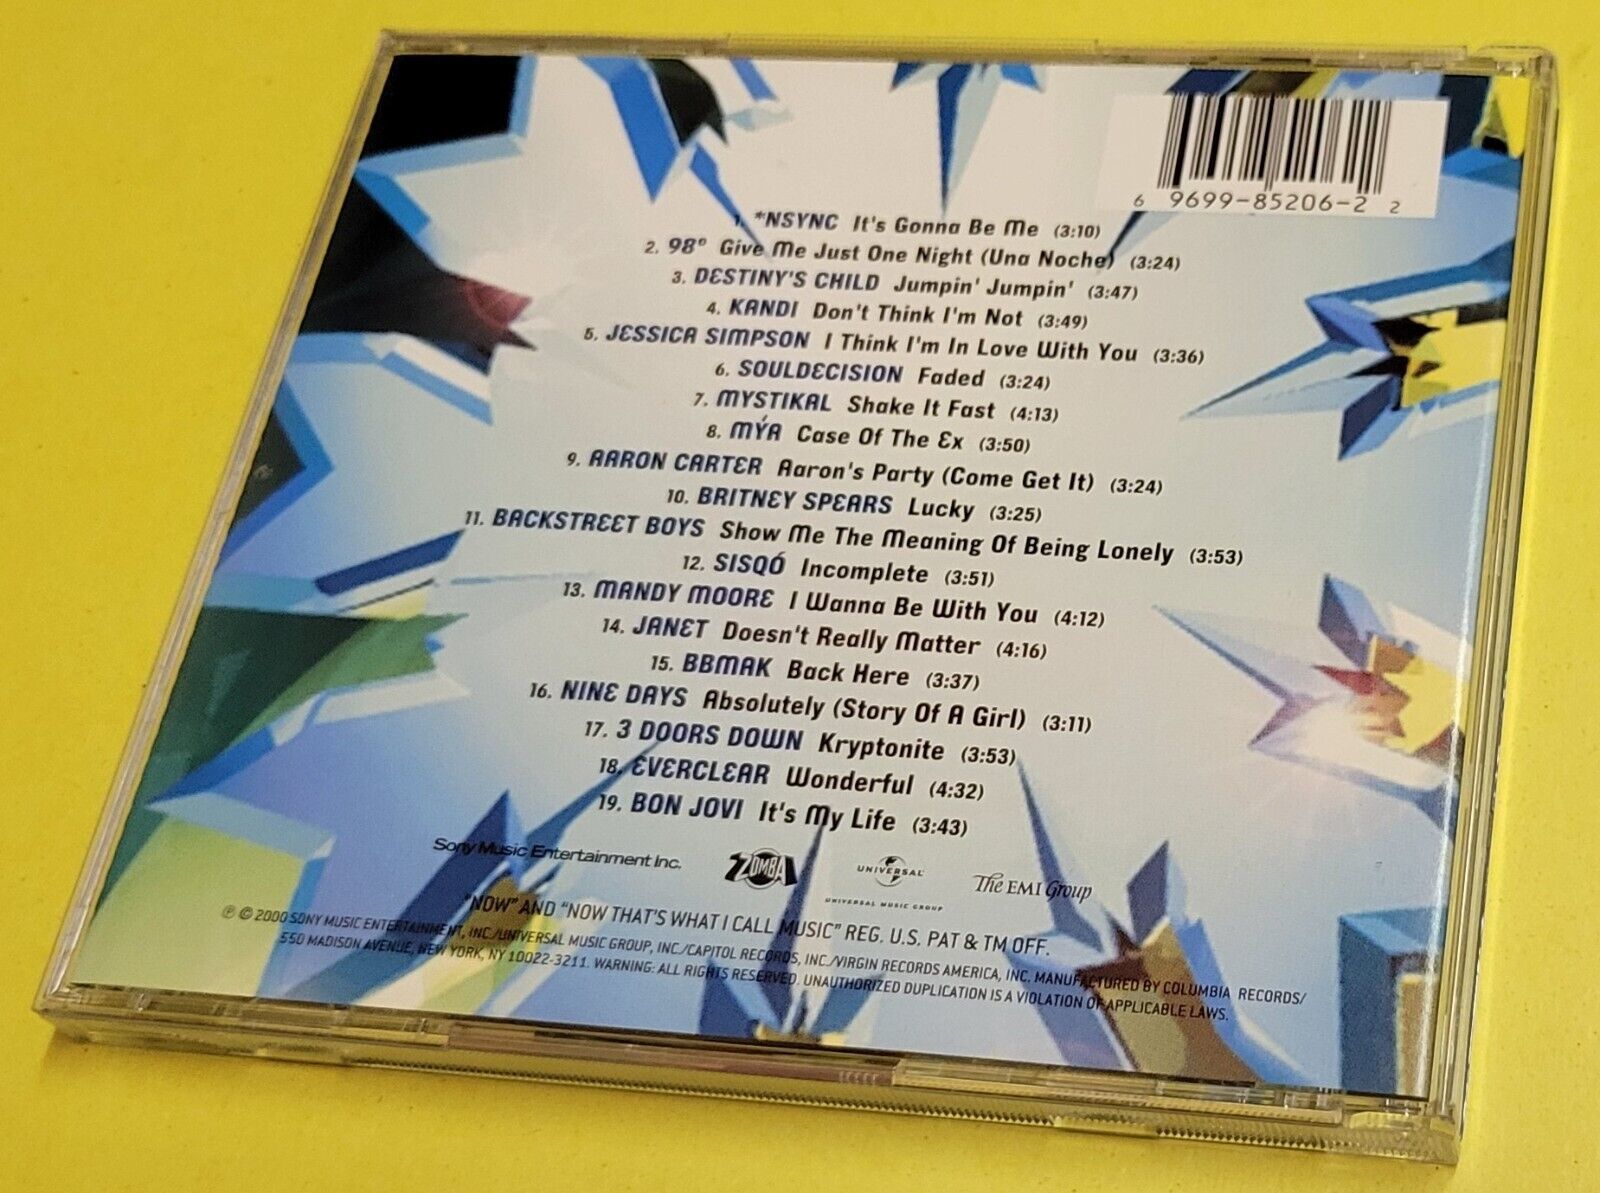 6 9699-85206-2 2
1. *NSYNC It's Gonna Be Me (3:10)
2. 98° Give Me Just One Night (Una Noche) (3:24)
3. DESTINY'S CHILD Jumpin' Jumpin' (3:47)
4. KANDI Don't Think I'm Not (3:49)
5. JESSICA SIMPSON I Think I'm In Love With You (3:36)
6. SOULDECISION Faded (3:24)
7. MYSTIKAL Shake It Fast (4:13)
8. MÝA Case Of The Ex (3:50)
9. AARON CARTER Aaron's Party (Come Get It) (3:24)
10. BRITNEY SPEARS Lucky (3:25)
11. BACKSTREET BOYS Show Me The Meaning Of Being Lonely (3:53)
12. SISQÓ Incomplete (3:51)
13. MANDY MOORE I Wanna Be With You (4:12)
14. JANET Doesn't Really Matter (4:16)
15. BBMAK Back Here (3:37)
16. NINE DAYS Absolutely (Story Of A Girl) (3:11)
17. 3 DOORS DOWN Kryptonite (3:53)
18. EVERCLEAR Wonderful (4:32)
19. BON JOVI It's My Life (3:43)
Sony Music Entertainment Inc. ZOMBA UNIVERSAL The EMI Group
UNIVERSAL MUSIC GROUP
"NOW" AND "NOW THAT'S WHAT I CALL MUSIC" REG. U.S. PAT & TM OFF.
℗ © 2000 SONY MUSIC ENTERTAINMENT, INC./UNIVERSAL MUSIC GROUP, INC./CAPITOL RECORDS, INC./VIRGIN RECORDS AMERICA, INC. MANUFACTURED BY COLUMBIA RECORDS/
550 MADISON AVENUE, NEW YORK, NY 10022-3211. WARNING: ALL RIGHTS RESERVED. UNAUTHORIZED DUPLICATION IS A VIOLATION OF APPLICABLE LAWS.